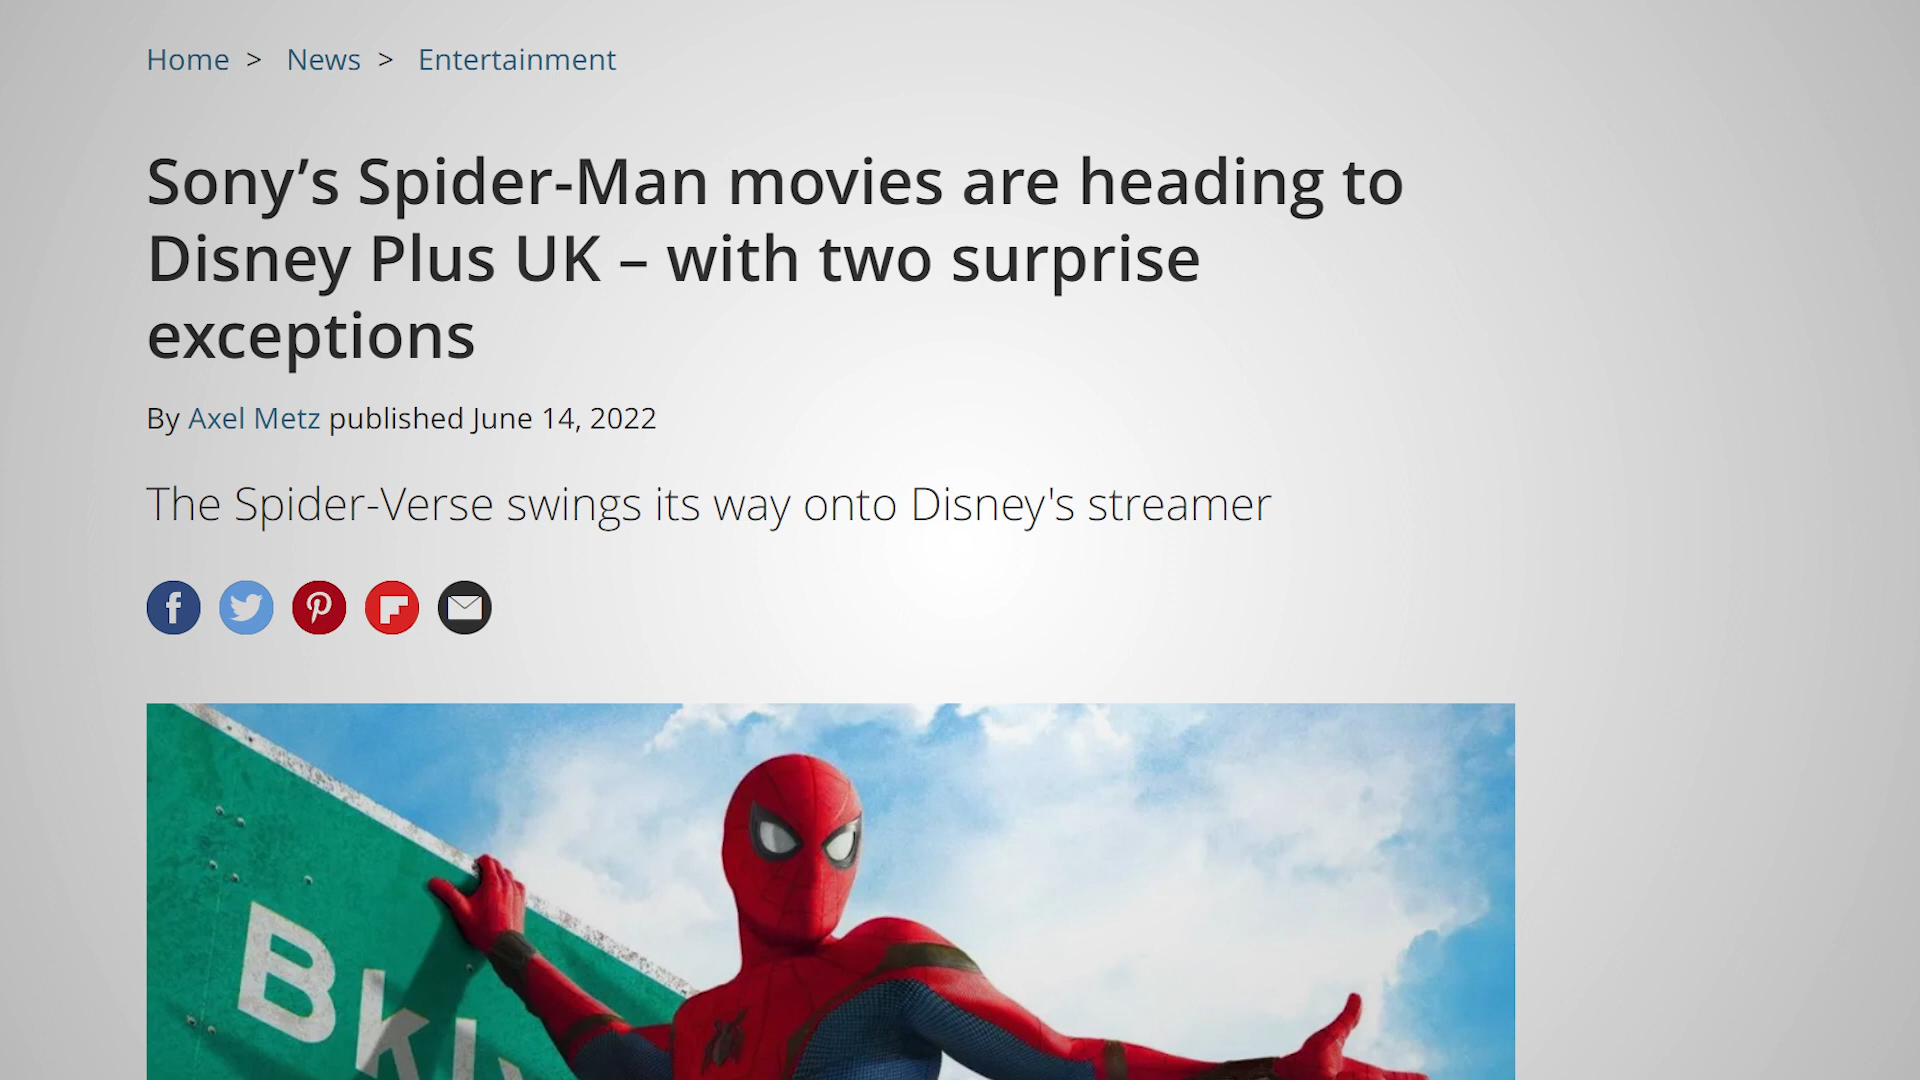 Home > News > Entertainment
Sony’s Spider-Man movies are heading to
Disney Plus UK – with two surprise
exceptions
By Axel Metz published June 14, 2022
The Spider-Verse swings its way onto Disney's streamer